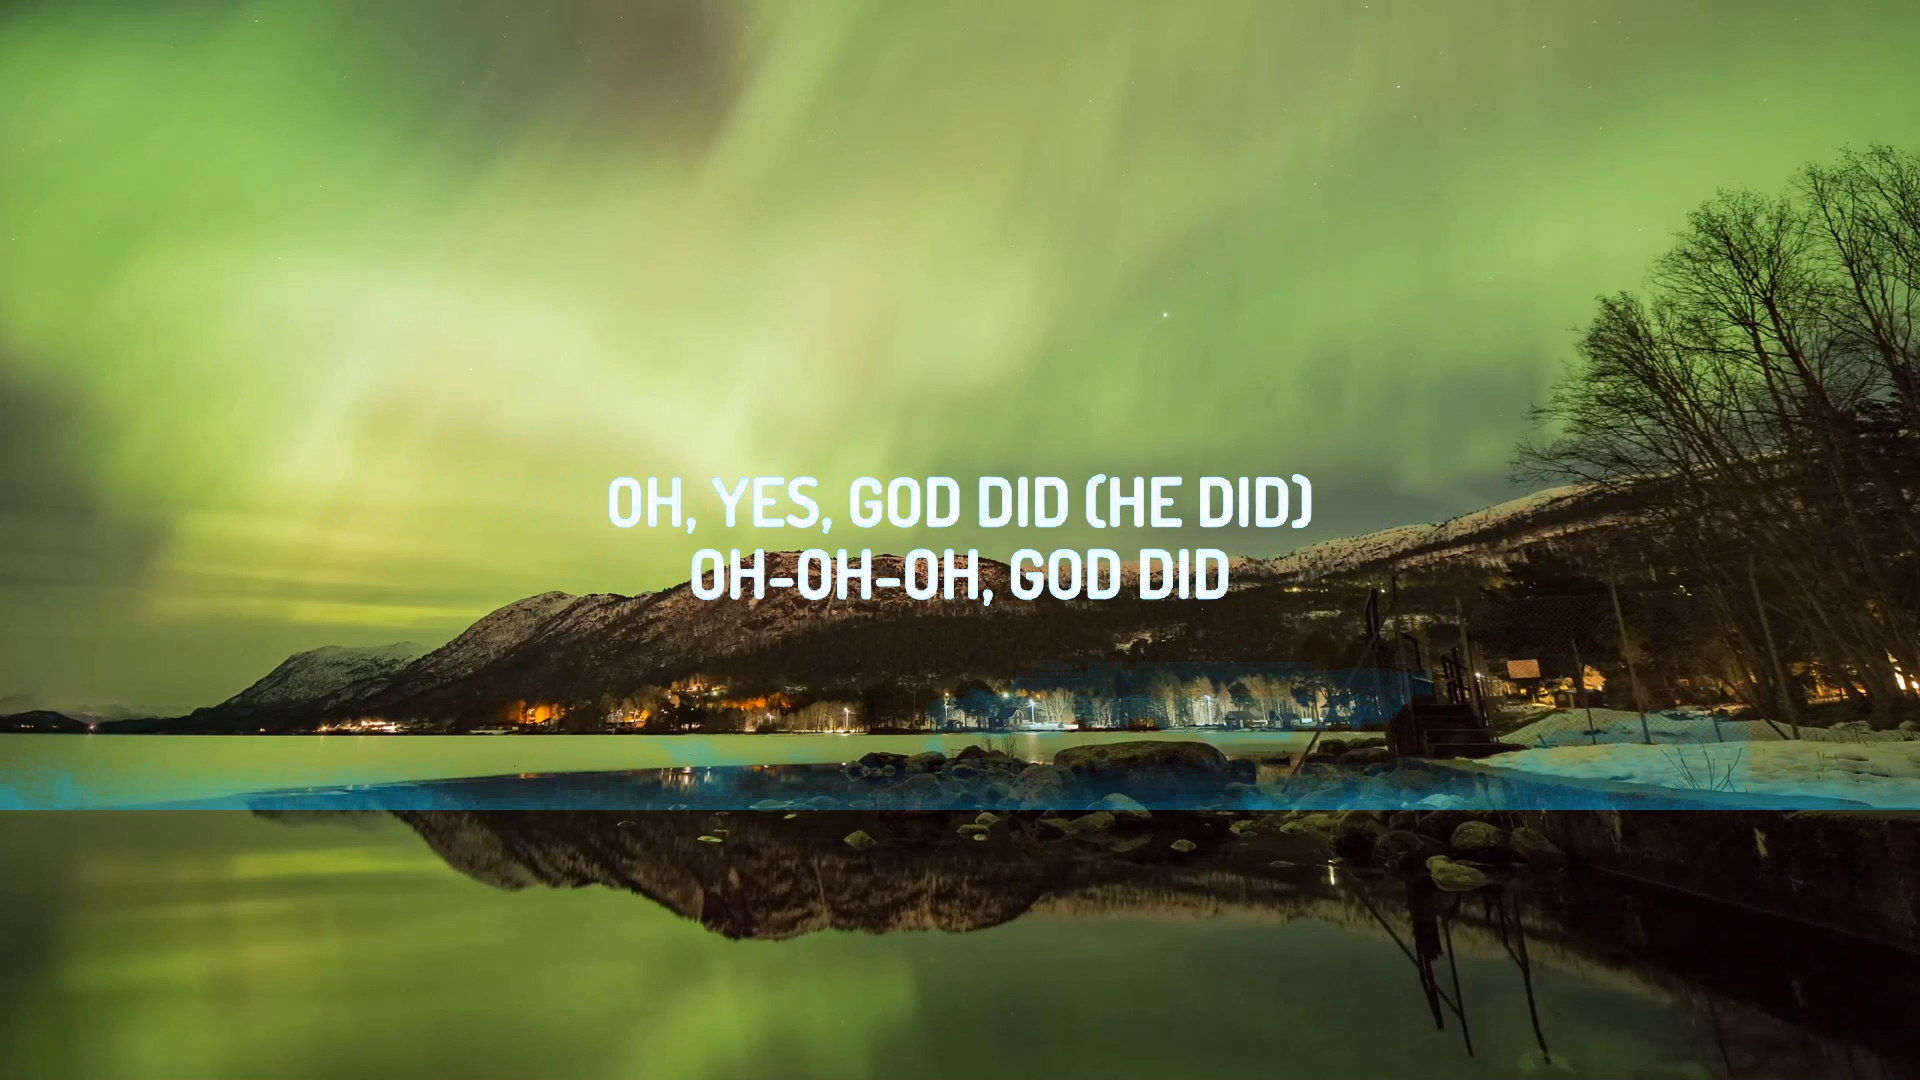 OH, YES, GOD DID (HE DID)
OH-OH-OH, GOD DID